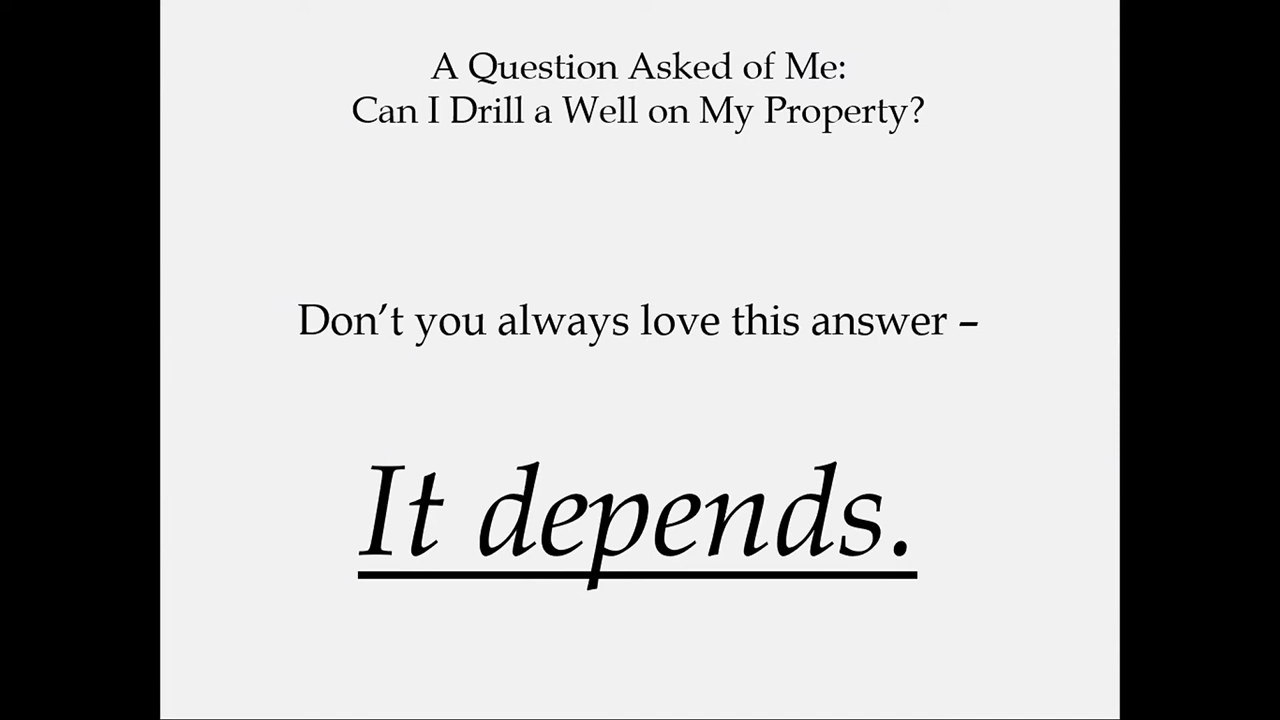 A Question Asked of Me:
Can I Drill a Well on My Property?
Don’t you always love this answer –
It depends.